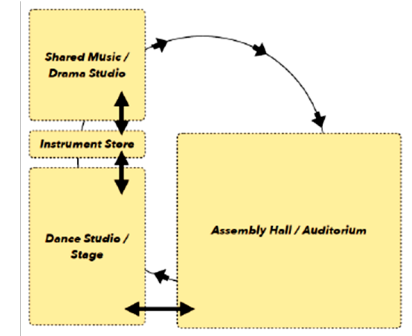 Shared Music /
Drama Studio
Instrument Store
Dance Studio /
Stage
Assembly Hall / Auditorium